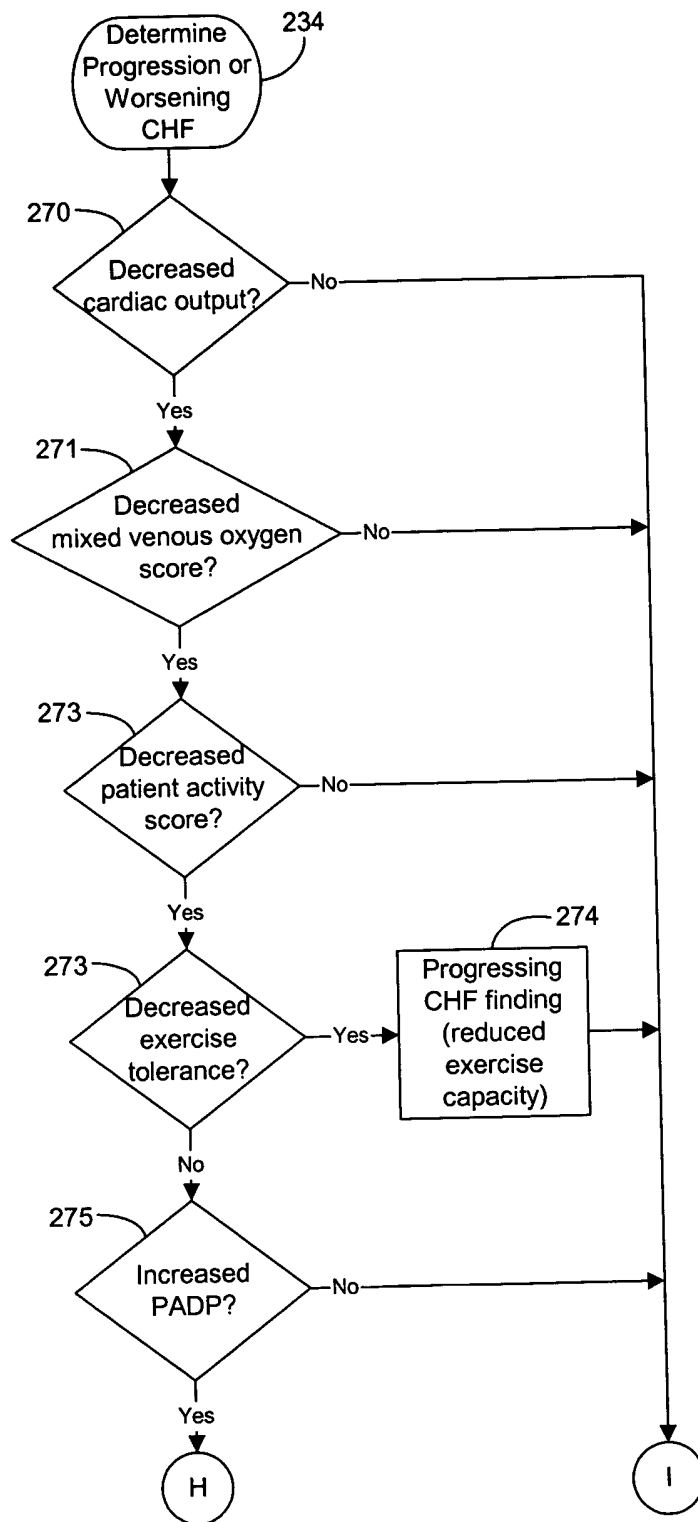 Determine
Progression or
Worsening
CHF
234
270
Decreased
cardiac output?
No
Yes
271
Decreased
mixed venous oxygen
score?
No
Yes
273
Decreased
patient activity
score?
No
Yes
273
Decreased
exercise
tolerance?
Yes
274
Progressing
CHF finding
(reduced
exercise
capacity)
No
275
Increased
PADP?
No
Yes
H
I